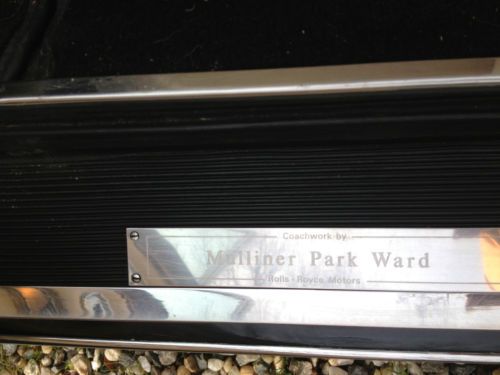 Coachwork by
Mulliner Park Ward
Rolls-Royce Motors